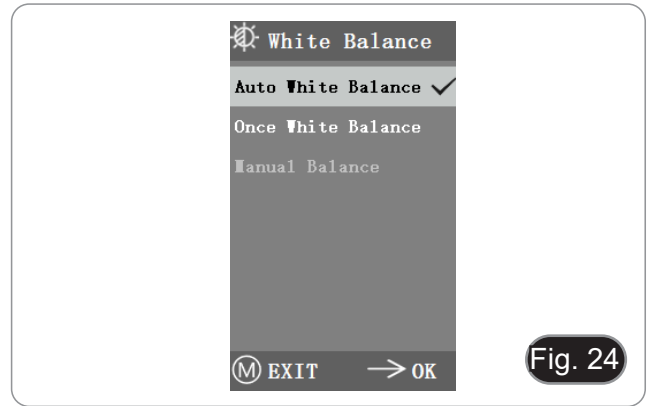 White Balance
Auto White Balance
Once White Balance
Manual Balance
M EXIT → OK
Fig. 24